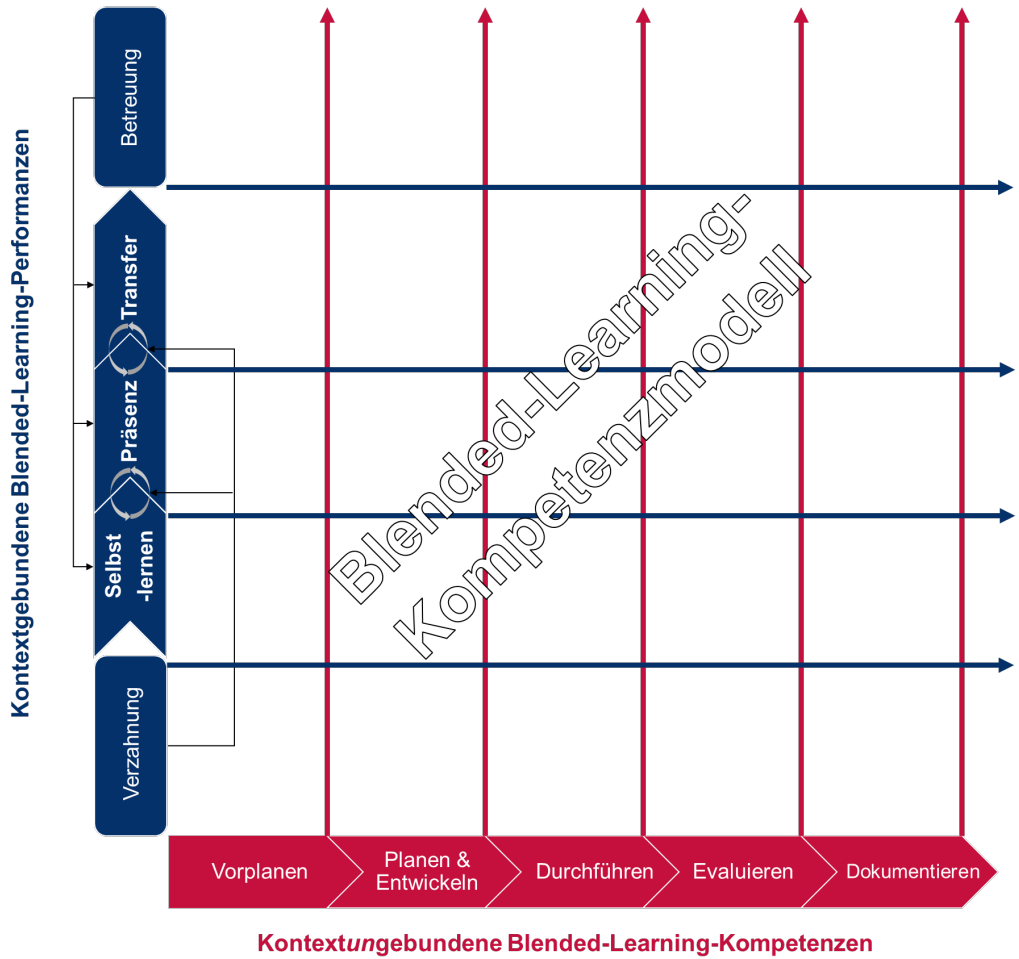 Kontextgebundene Blended-Learning-Performanzen
Betreuung
Transfer
Präsenz
Selbst
-lernen
Verzahnung
Blended-Learning-
Kompetenzmodell
Vorplanen
Planen &
Entwickeln
Durchführen
Evaluieren
Dokumentieren
Kontextungebundene Blended-Learning-Kompetenzen